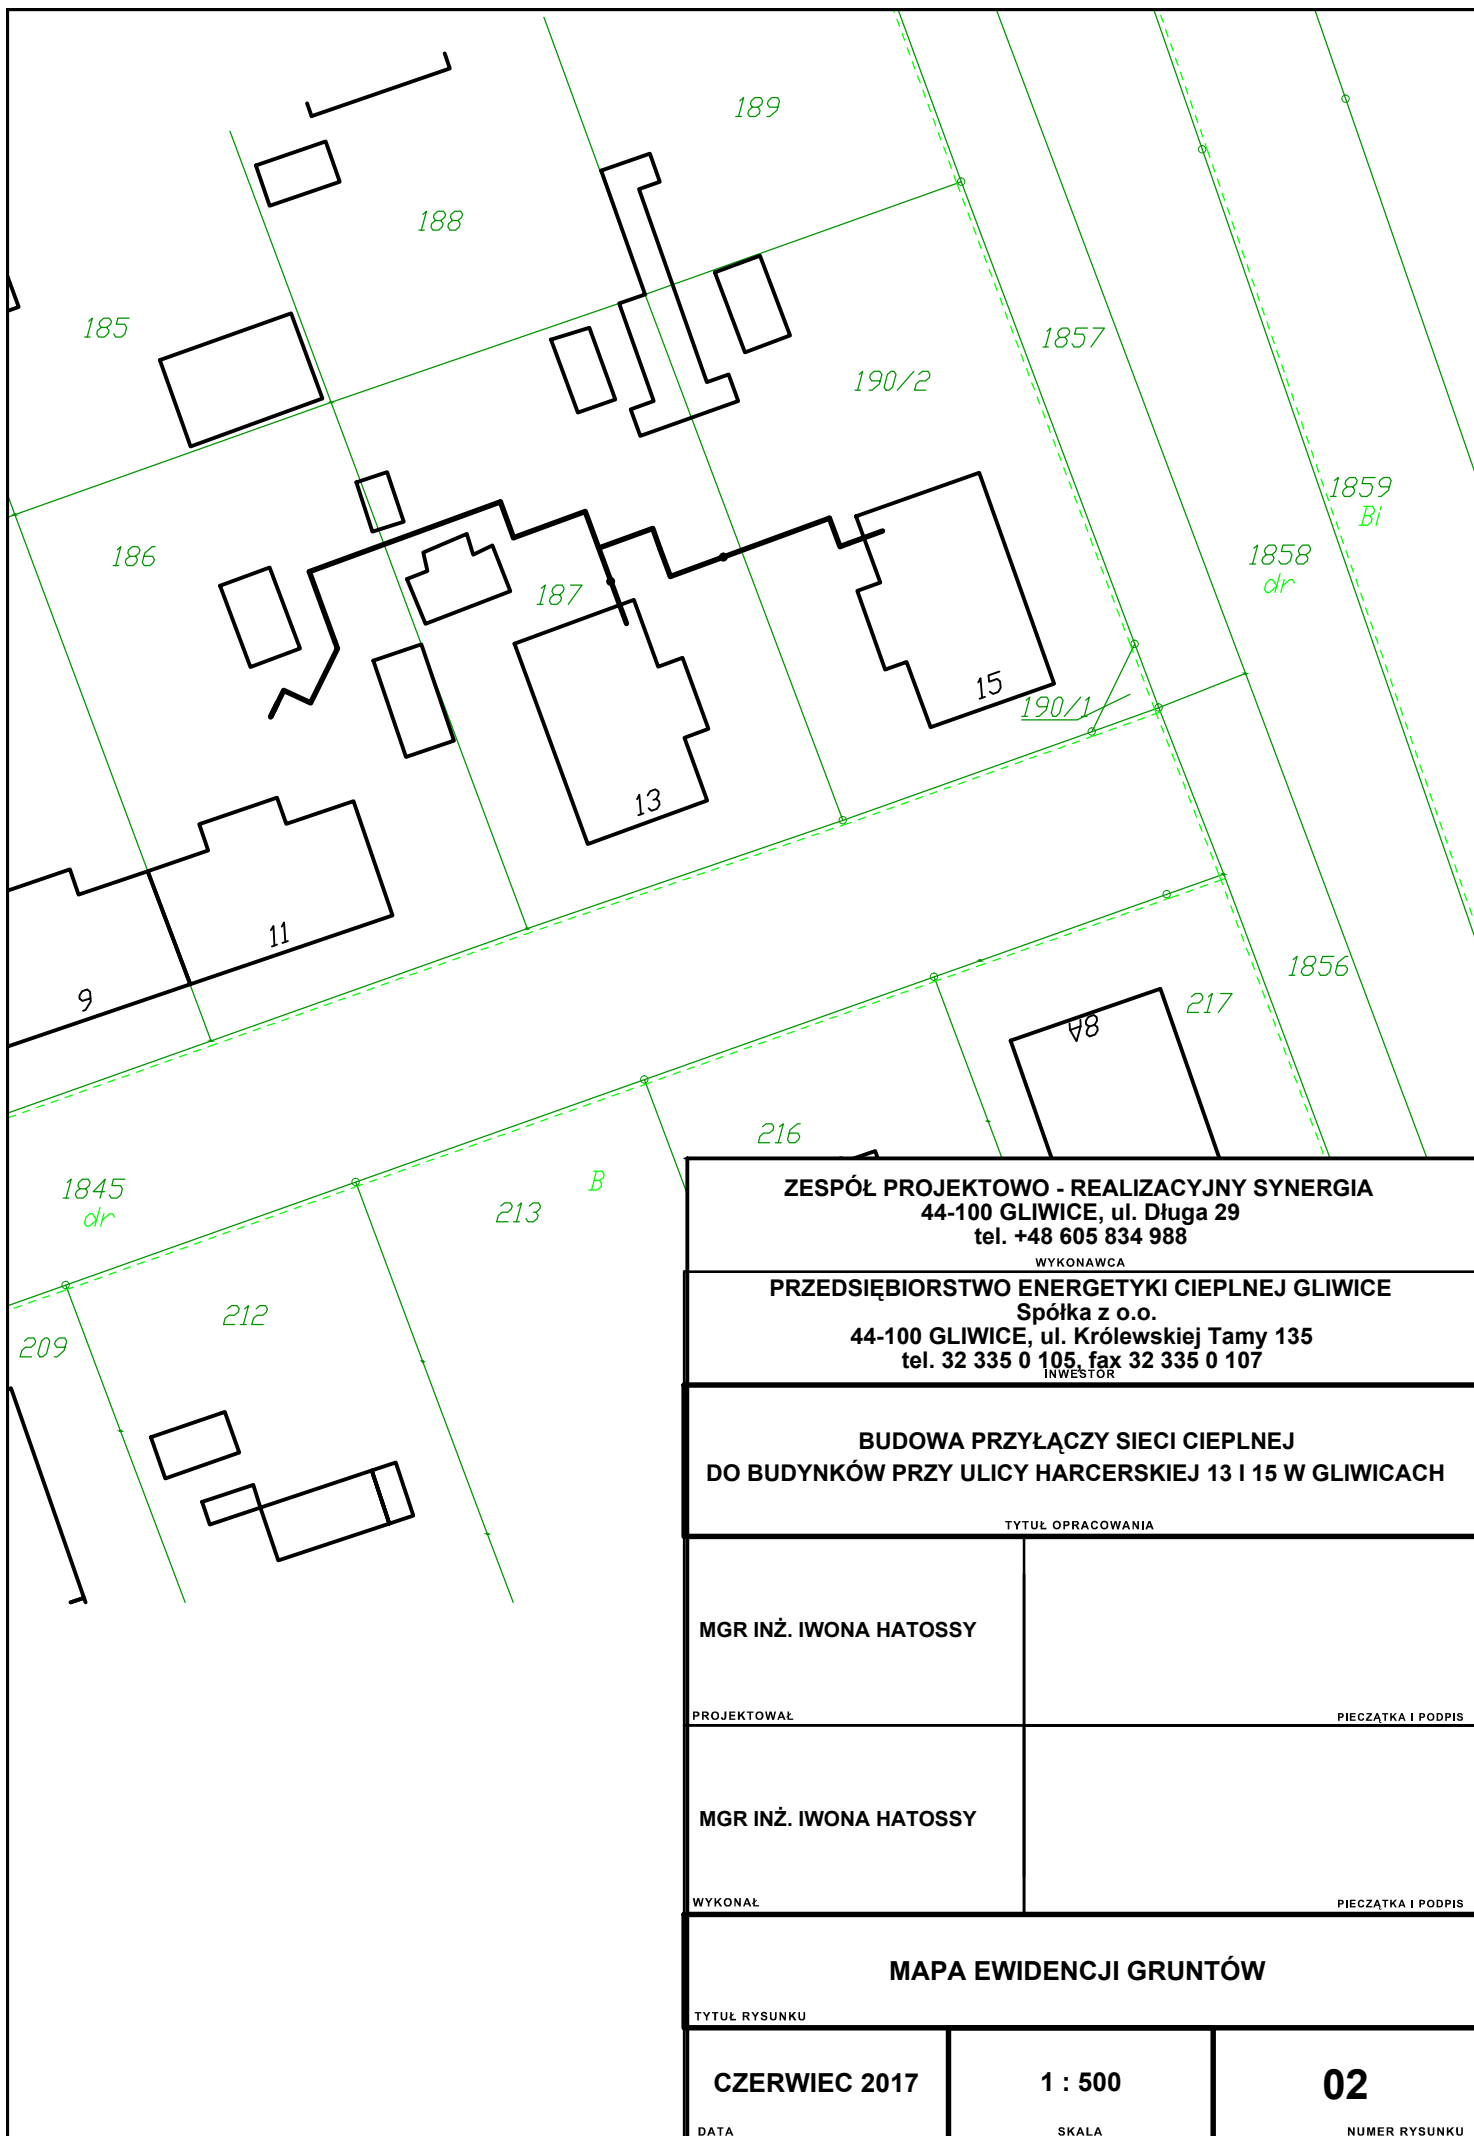 189
188
185
1857
190/2
1859
Bi
186
1858
dr
187
15
190/1
13
11
9
1856
217
8A
216
1845
dr
B
213
212
209
ZESPÓŁ PROJEKTOWO - REALIZACYJNY SYNERGIA
44-100 GLIWICE, ul. Długa 29
tel. +48 605 834 988
WYKONAWCA
PRZEDSIĘBIORSTWO ENERGETYKI CIEPLNEJ GLIWICE
Spółka z o.o.
44-100 GLIWICE, ul. Królewskiej Tamy 135
tel. 32 335 0 105, fax 32 335 0 107
INWESTOR
BUDOWA PRZYŁĄCZY SIECI CIEPLNEJ
DO BUDYNKÓW PRZY ULICY HARCERSKIEJ 13 I 15 W GLIWICACH
TYTUŁ OPRACOWANIA
MGR INŻ. IWONA HATOSSY
PROJEKTOWAŁ
PIECZĄTKA I PODPIS
MGR INŻ. IWONA HATOSSY
WYKONAŁ
PIECZĄTKA I PODPIS
MAPA EWIDENCJI GRUNTÓW
TYTUŁ RYSUNKU
CZERWIEC 2017
1 : 500
02
DATA
SKALA
NUMER RYSUNKU